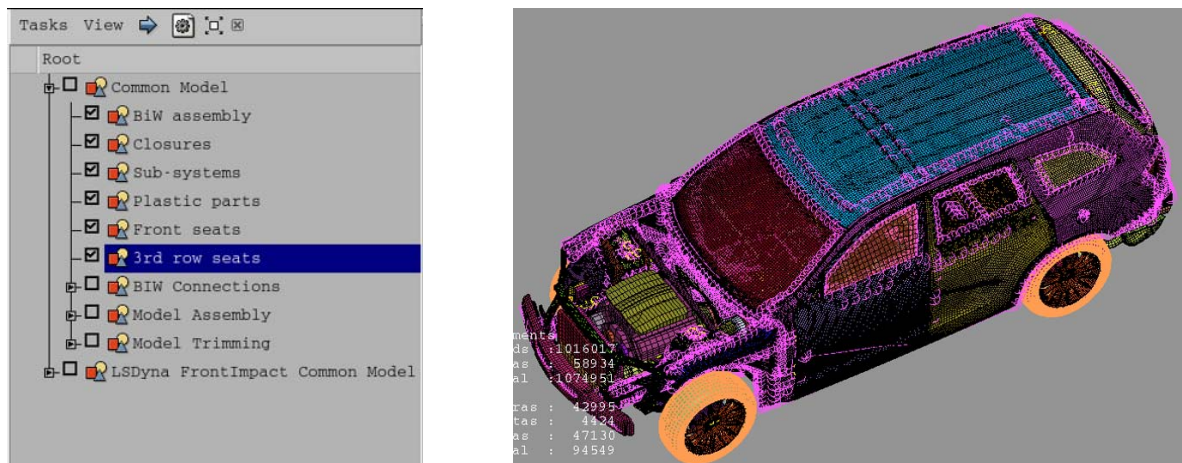 Tasks View
Root
Common Model
BiW assembly
Closures
Sub-systems
Plastic parts
Front seats
3rd row seats
BIW Connections
Model Assembly
Model Trimming
LSDyna FrontImpact Common Model
ments
ds :1016017
as : 58934
al :1074951
ras : 42995
tas : 4424
as : 47130
al : 94549